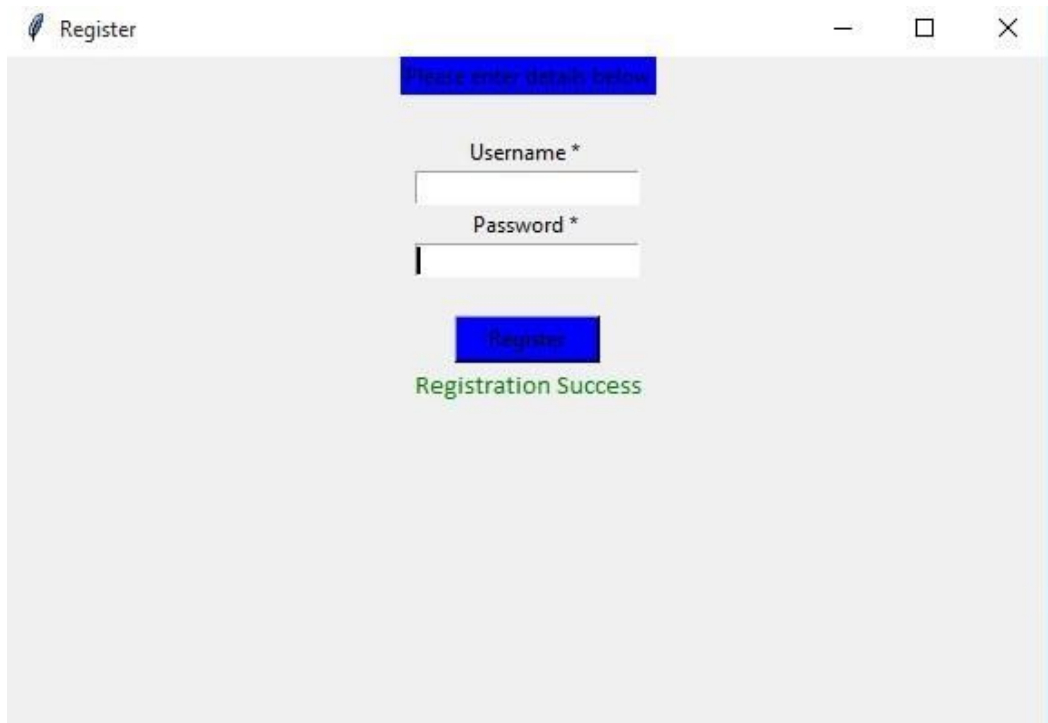 Register
Please enter details below
Username *
Password *
Register
Registration Success